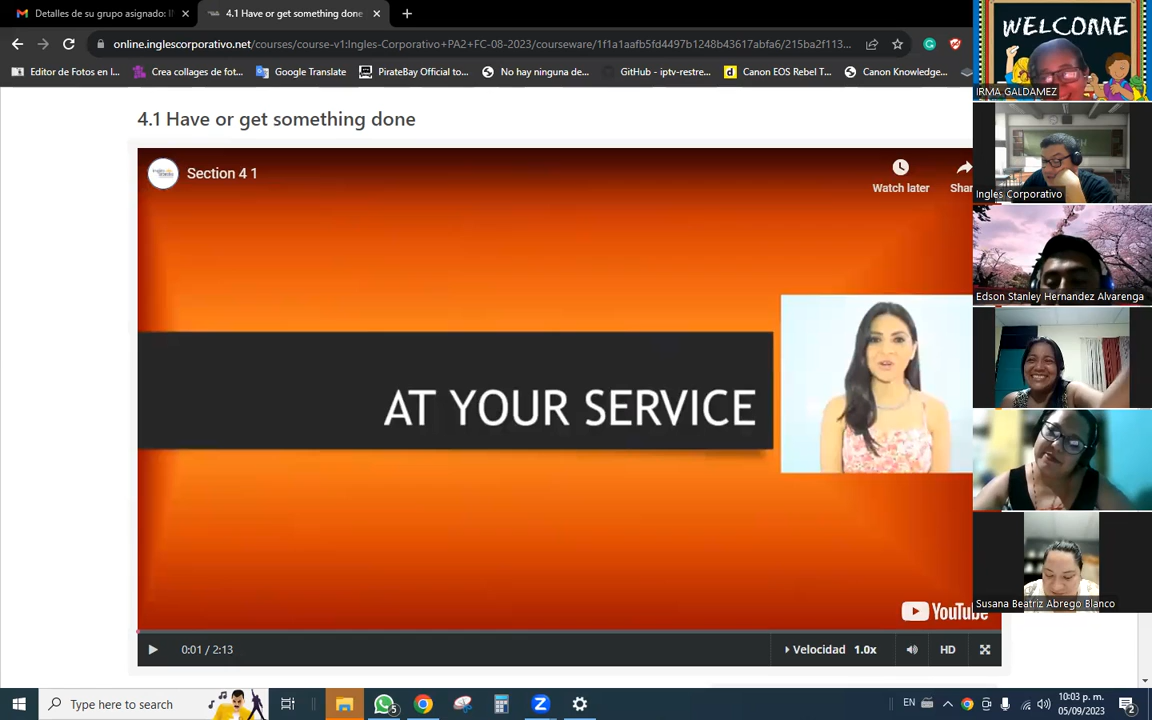 Detalles de su grupo asignado: I
4.1 Have or get something done
online.inglescorporativo.net/courses/course-v1:Ingles-Corporativo+PA2+FC-08-2023/courseware/1f1a1aafb5fd4497b1248b43617abfa6/215ba2f113...
Editor de Fotos en l...
Crea collages de fot...
Google Translate
PirateBay Official to...
No hay ninguna de...
GitHub - iptv-restre...
Canon EOS Rebel T...
Canon Knowledge...
4.1 Have or get something done
Section 4 1
Watch later
Shar
AT YOUR SERVICE
YouTube
0:01 / 2:13
Velocidad 1.0x
HD
WELCOME
IRMA GALDAMEZ
Ingles Corporativo
Edson Stanley Hernandez Alvarenga
Susana Beatriz Abrego Blanco
Type here to search
5
EN
10:03 p. m.
05/09/2023
2